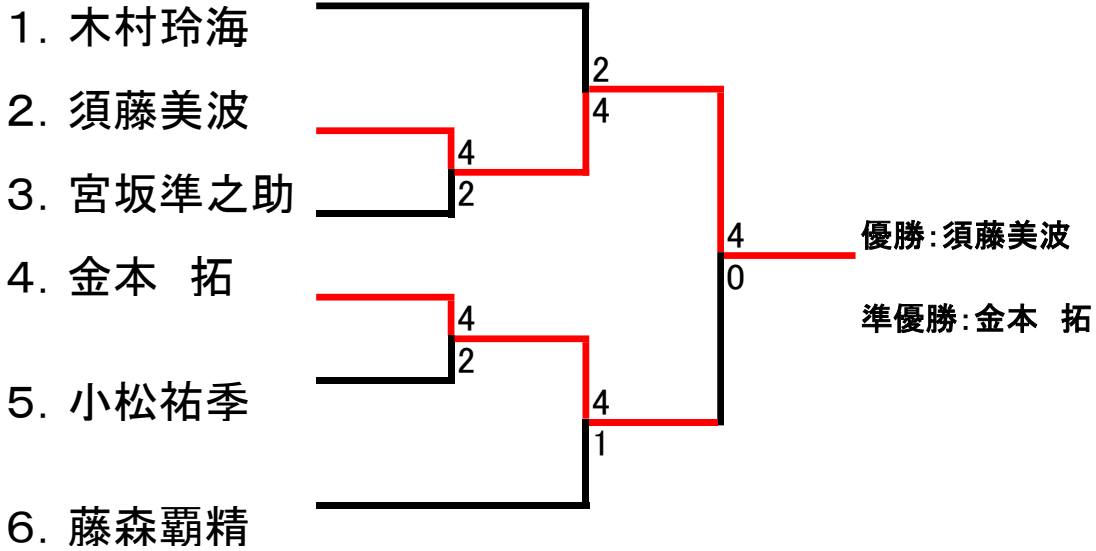 1．木村玲海
2
4
2．須藤美波
4
2
3．宮坂準之助
4
0
優勝：須藤美波
4．金本　拓
準優勝：金本　拓
4
2
5．小松祐季
4
1
6．藤森覇精